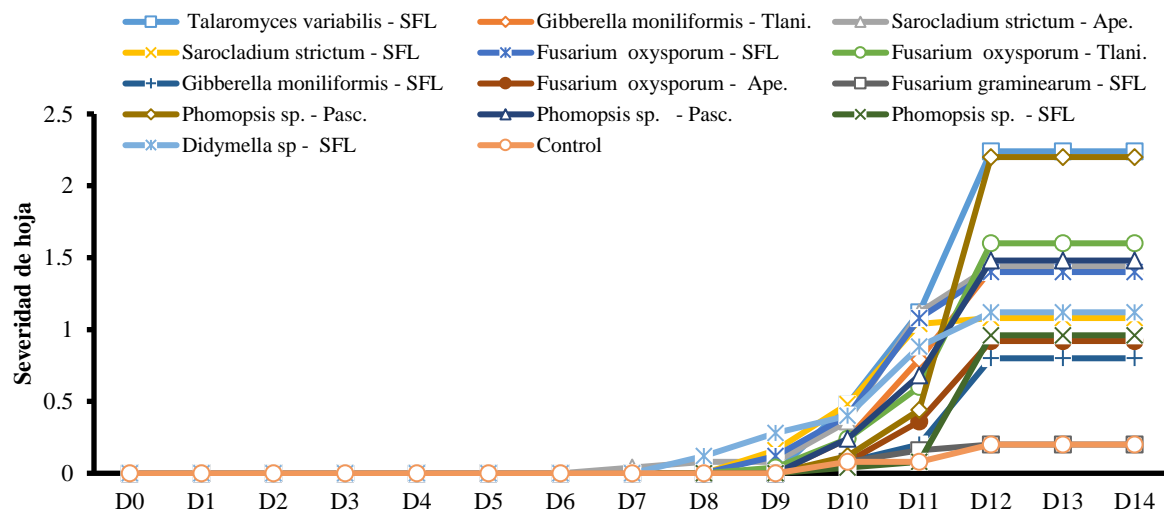 Talaromyces variabilis - SFL
Gibberella moniliformis - Tlani.
Sarocladium strictum - Ape.
Sarocladium strictum - SFL
Fusarium oxysporum - SFL
Fusarium oxysporum - Tlani.
Gibberella moniliformis - SFL
Fusarium oxysporum - Ape.
Fusarium graminearum - SFL
Phomopsis sp. - Pasc.
Phomopsis sp. - Pasc.
Phomopsis sp. - SFL
Didymella sp - SFL
Control
Severidad de hoja
2.5
2
1.5
1
0.5
0
D0 D1 D2 D3 D4 D5 D6 D7 D8 D9 D10 D11 D12 D13 D14